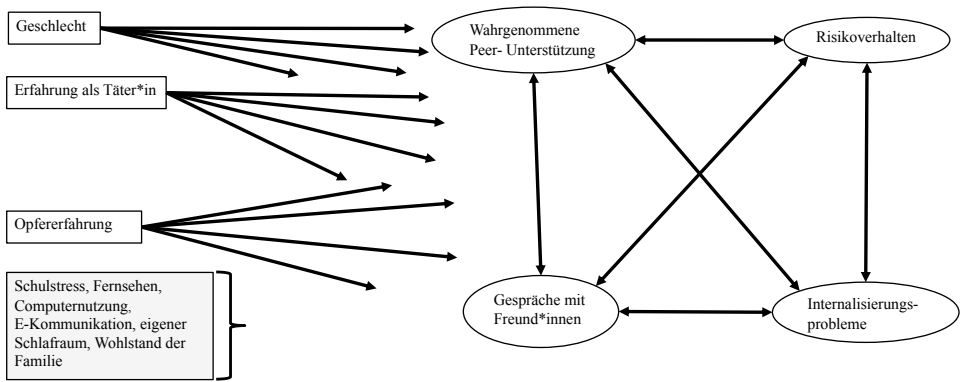 Geschlecht
Erfahrung als Täter*in
Opfererfahrung
Schulstress, Fernsehen,
Computernutzung,
E-Kommunikation, eigener
Schlafraum, Wohlstand der
Familie
Wahrgenommene
Peer- Unterstützung
Risikoverhalten
Gespräche mit
Freund*innen
Internalisierungs-
probleme